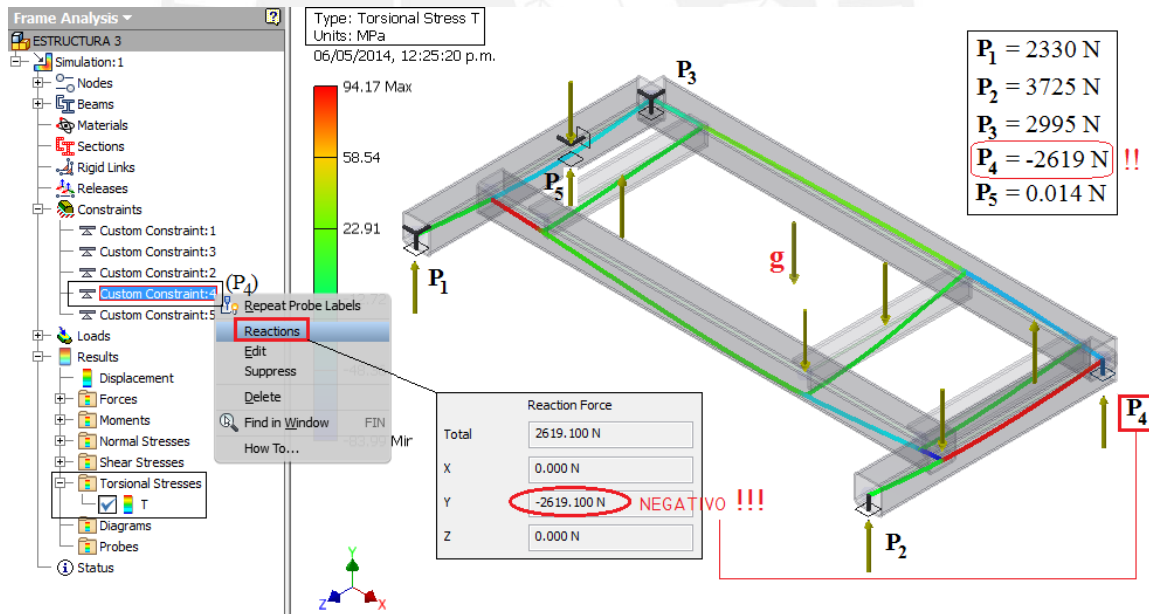 Frame Analysis
ESTRUCTURA 3
Simulation:1
Nodes
Beams
Materials
Sections
Rigid Links
Releases
Constraints
Custom Constraint:1
Custom Constraint:3
Custom Constraint:2
Custom Constraint:4
Custom Constraint:5
Loads
Results
Displacement
Forces
Moments
Normal Stresses
Shear Stresses
Torsional Stresses
T
Diagrams
Probes
Status
(P4)
Repeat Probe Labels
Reactions
Edit
Suppress
Delete
Find in Window FIN
How To...
Type: Torsional Stress T
Units: MPa
06/05/2014, 12:25:20 p.m.
94.17 Max
58.54
22.91
Reaction Force
Total 2619.100 N
X 0.000 N
Y -2619.100 N NEGATIVO !!!
Z 0.000 N
Y
Z X
P3
P5
P1
g
P4
P2
P1 = 2330 N
P2 = 3725 N
P3 = 2995 N
P4 = -2619 N !!
P5 = 0.014 N